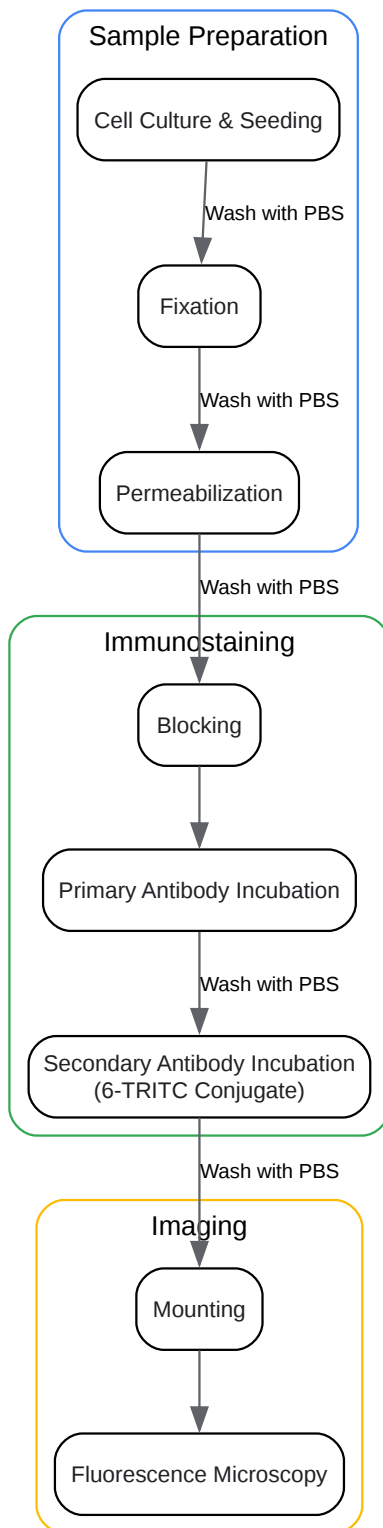 Sample Preparation
Cell Culture & Seeding
Wash with PBS
Fixation
Wash with PBS
Permeabilization
Wash with PBS
Immunostaining
Blocking
Primary Antibody Incubation
Wash with PBS
Secondary Antibody Incubation
(6-TRITC Conjugate)
Wash with PBS
Imaging
Mounting
Fluorescence Microscopy